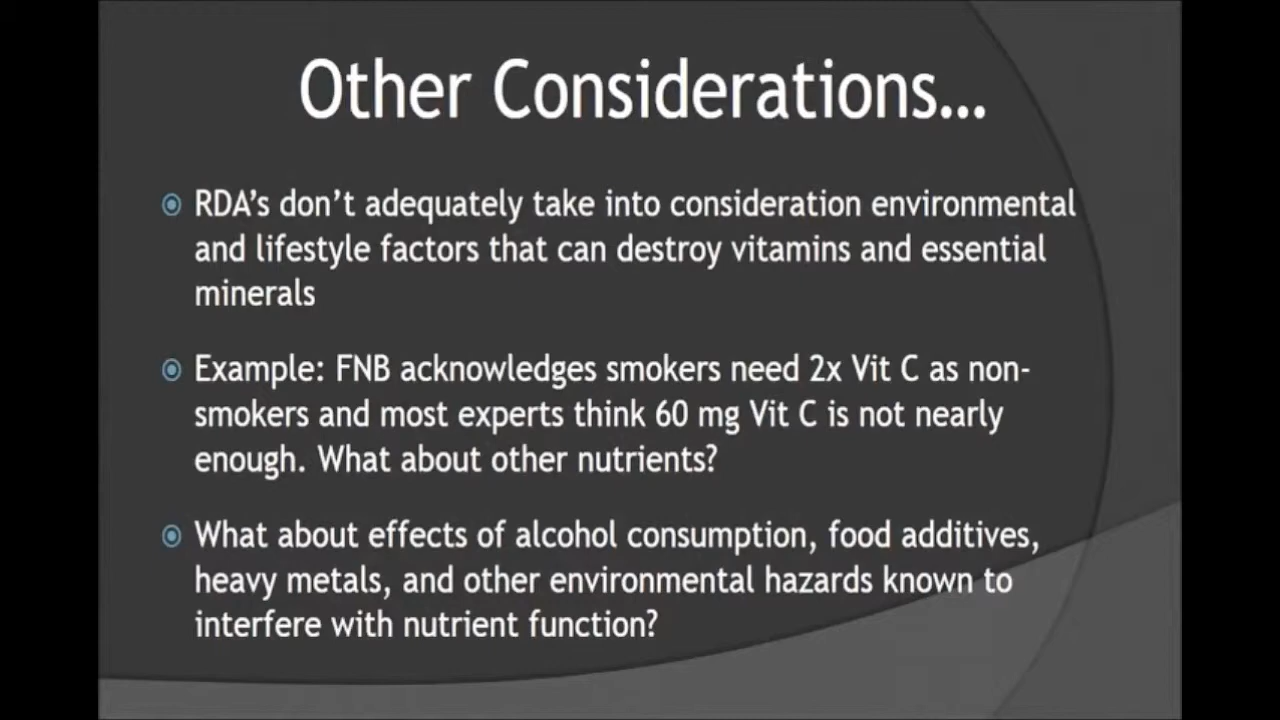 Other Considerations...
RDA's don't adequately take into consideration environmental
and lifestyle factors that can destroy vitamins and essential
minerals
Example: FNB acknowledges smokers need 2x Vit C as non-
smokers and most experts think 60 mg Vit C is not nearly
enough. What about other nutrients?
What about effects of alcohol consumption, food additives,
heavy metals, and other environmental hazards known to
interfere with nutrient function?